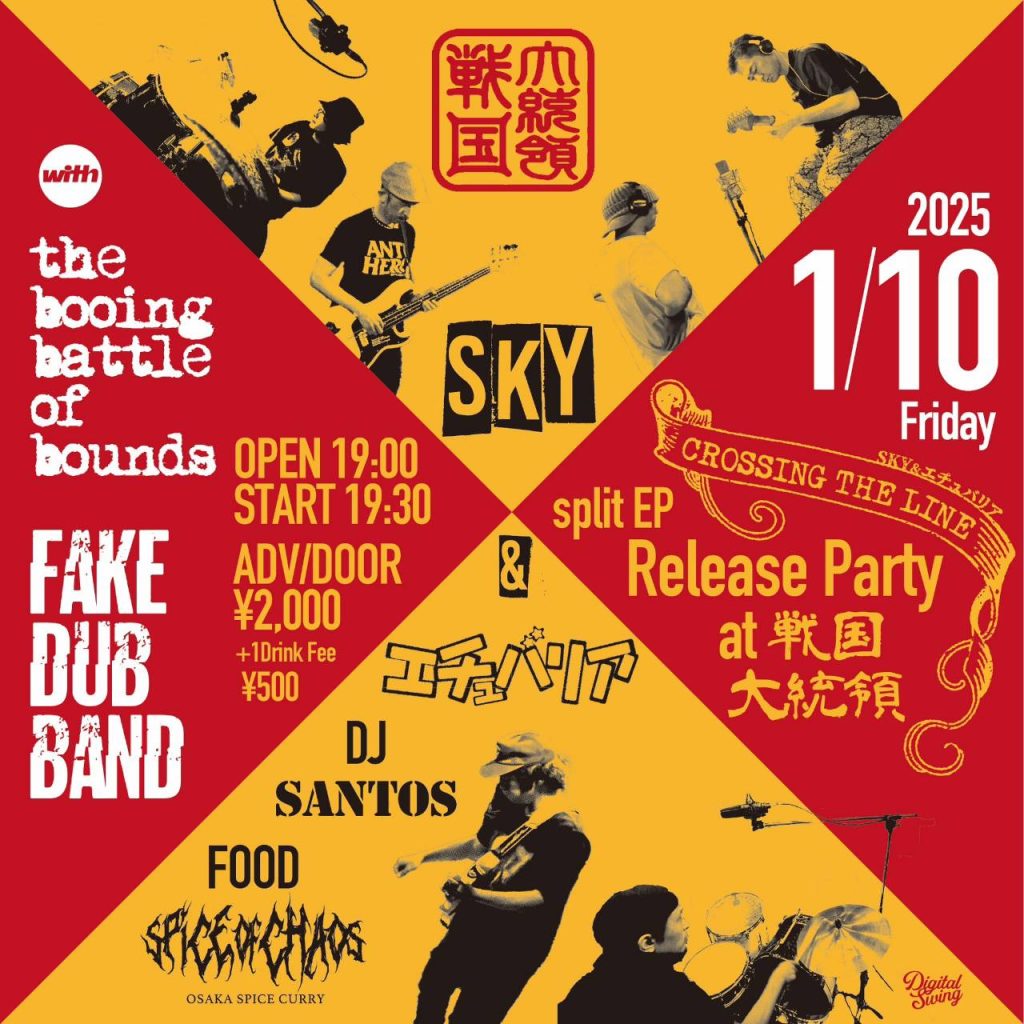 戦国
大統領
with
the
booing
battle
of
bounds
FAKE
DUB
BAND
ANTI
HERO
SKY
&
エチュバリア
OPEN 19:00
START 19:30
ADV/DOOR
¥2,000
+1Drink Fee
¥500
2025
1/10
Friday
SKY&エチュバリア
CROSSING THE LINE
split EP
Release Party
at 戦国
大統領
DJ
SANTOS
FOOD
SPICE OF CHAOS
OSAKA SPICE CURRY
Digital
Swing